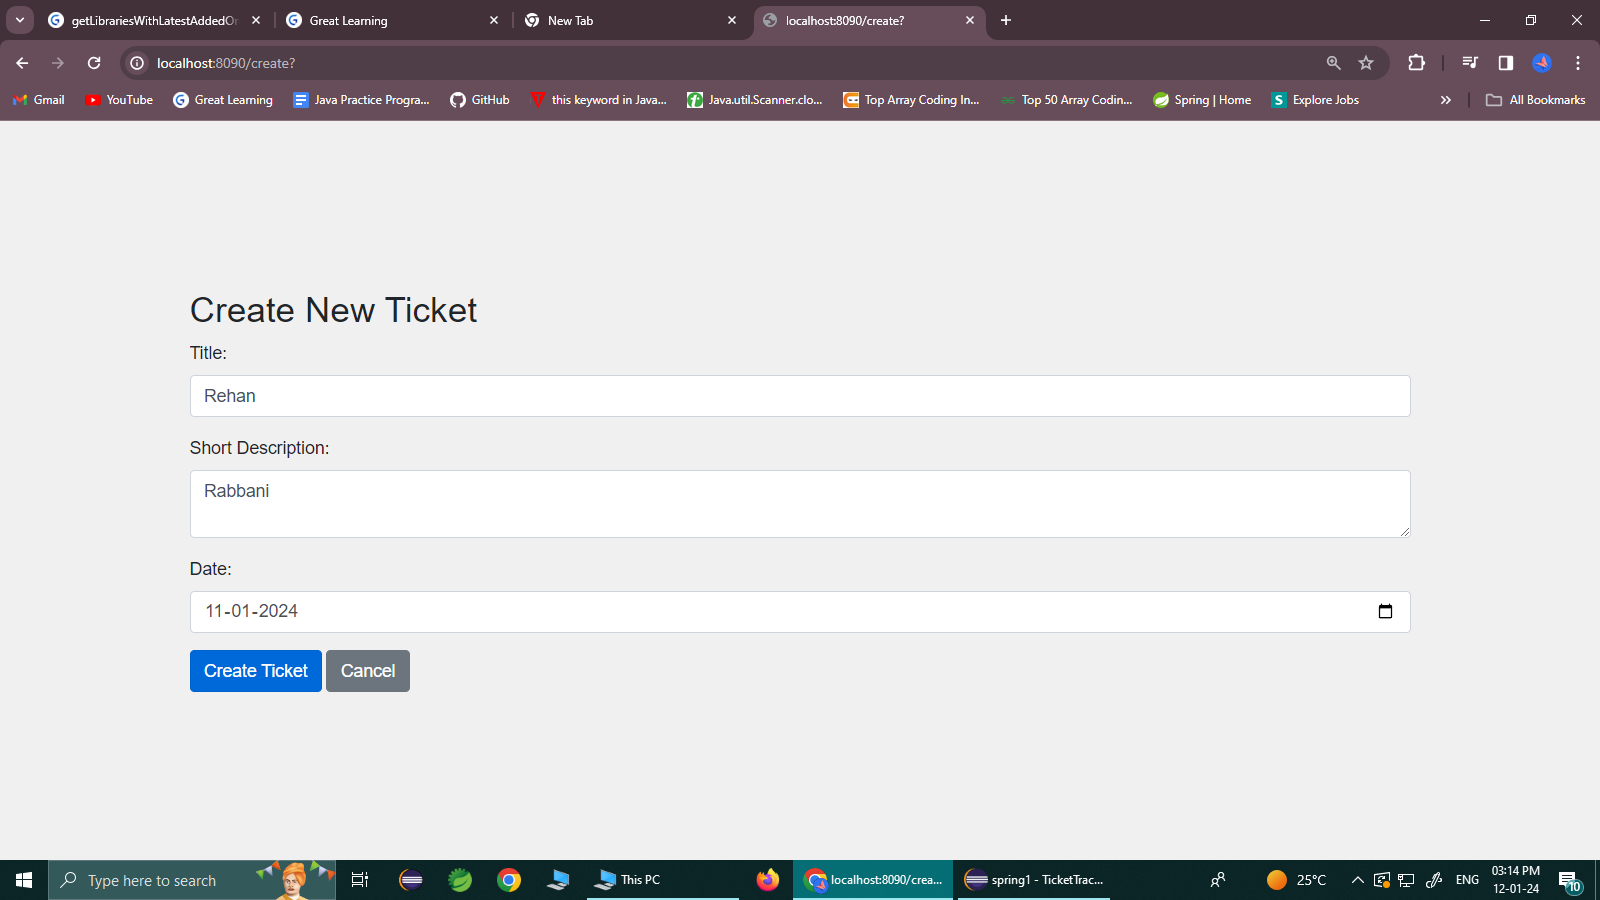 getLibrariesWithLatestAddedOr
Great Learning
New Tab
localhost:8090/create?
localhost:8090/create?
Gmail
YouTube
Great Learning
Java Practice Progra...
GitHub
this keyword in Java...
Java.util.Scanner.clo...
Top Array Coding In...
Top 50 Array Codin...
Spring | Home
S
Explore Jobs
All Bookmarks
Create New Ticket
Title:
Rehan
Short Description:
Rabbani
Date:
11-01-2024
Create Ticket
Cancel
Type here to search
This PC
localhost:8090/crea...
spring1 - TicketTrac...
25°C
ENG
03:14 PM
12-01-24
10